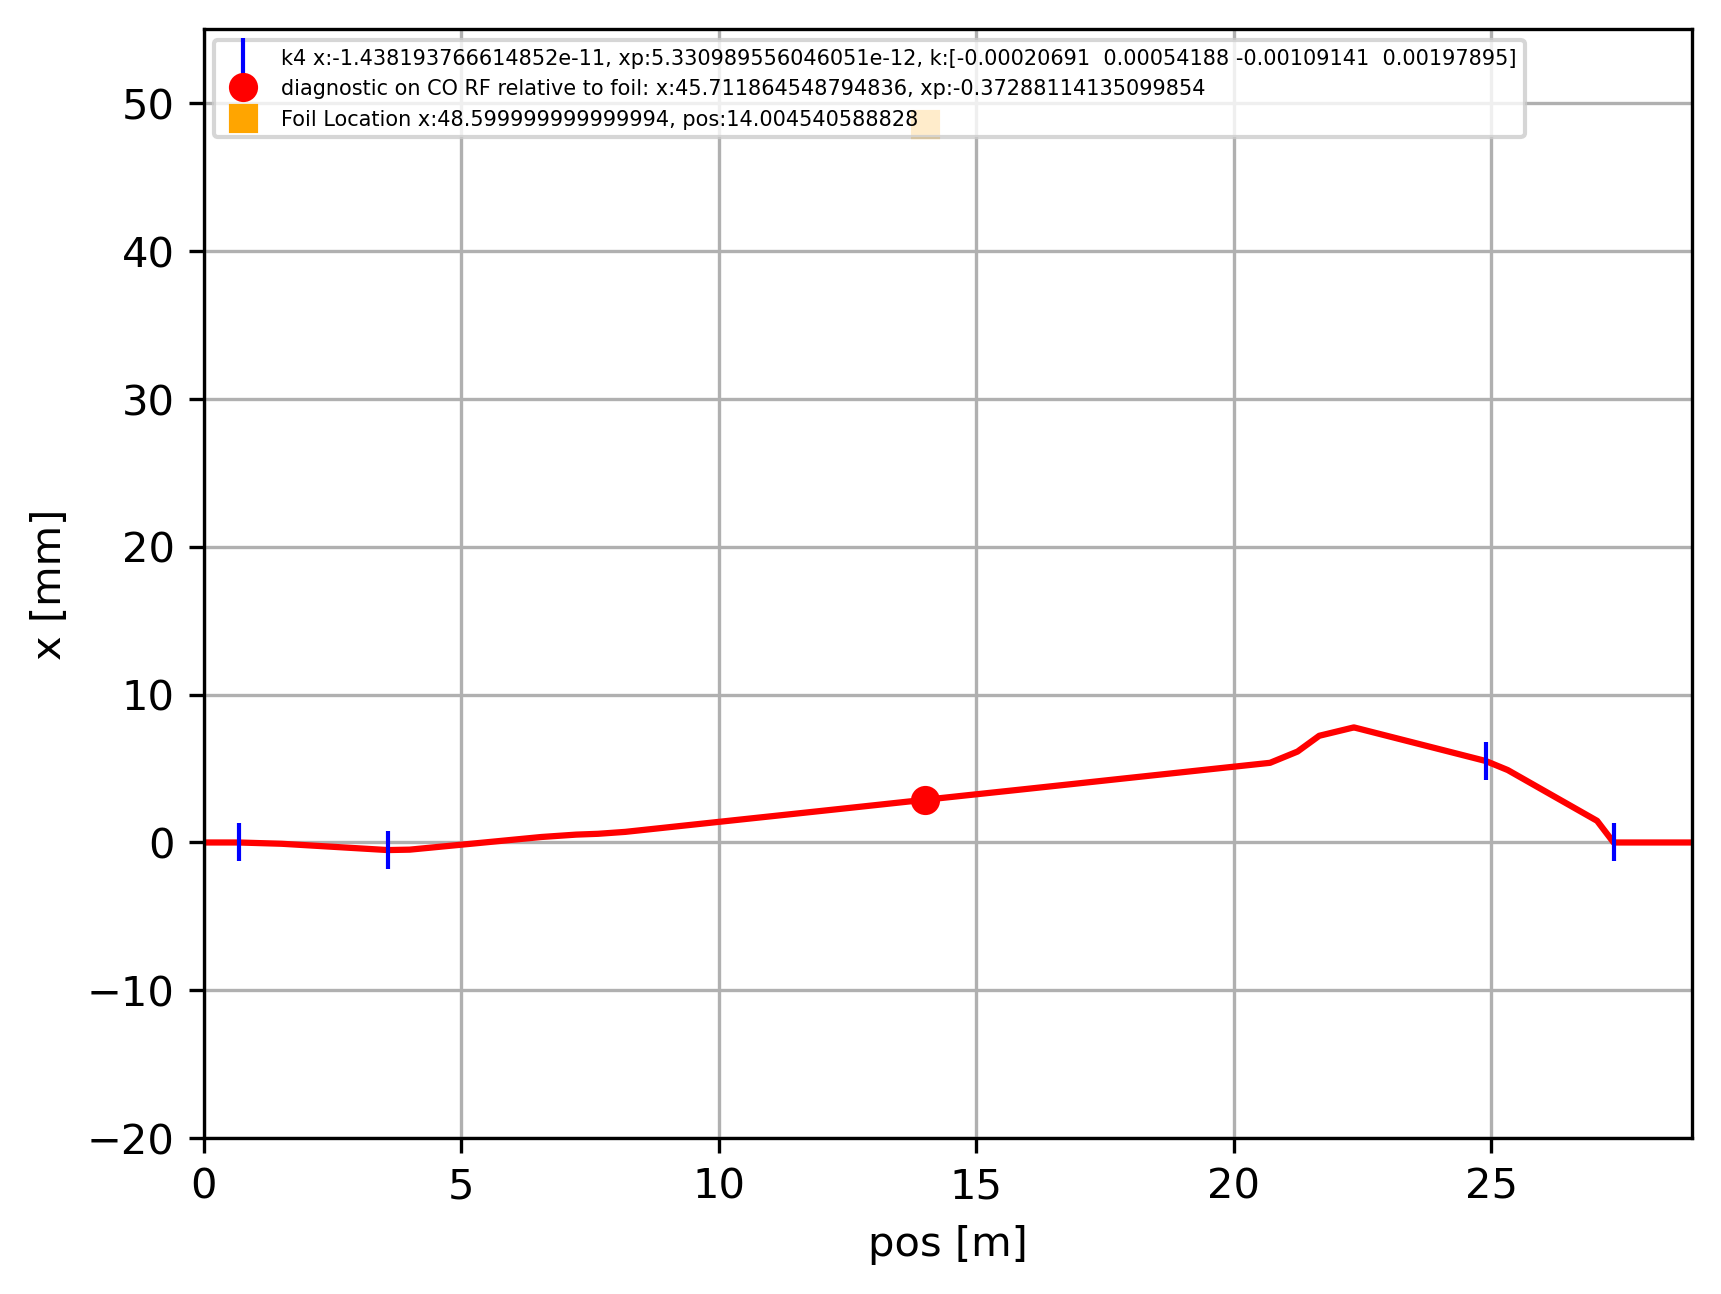 k4 x:-1.438193766614852e-11, xp:5.330989556046051e-12, k:[-0.00020691  0.00054188 -0.00109141  0.00197895]
diagnostic on CO RF relative to foil: x:45.711864548794836, xp:-0.37288114135099854
Foil Location x:48.599999999999994, pos:14.004540588828
50
40
30
20
10
0
−10
−20
x [mm]
0 5 10 15 20 25
pos [m]